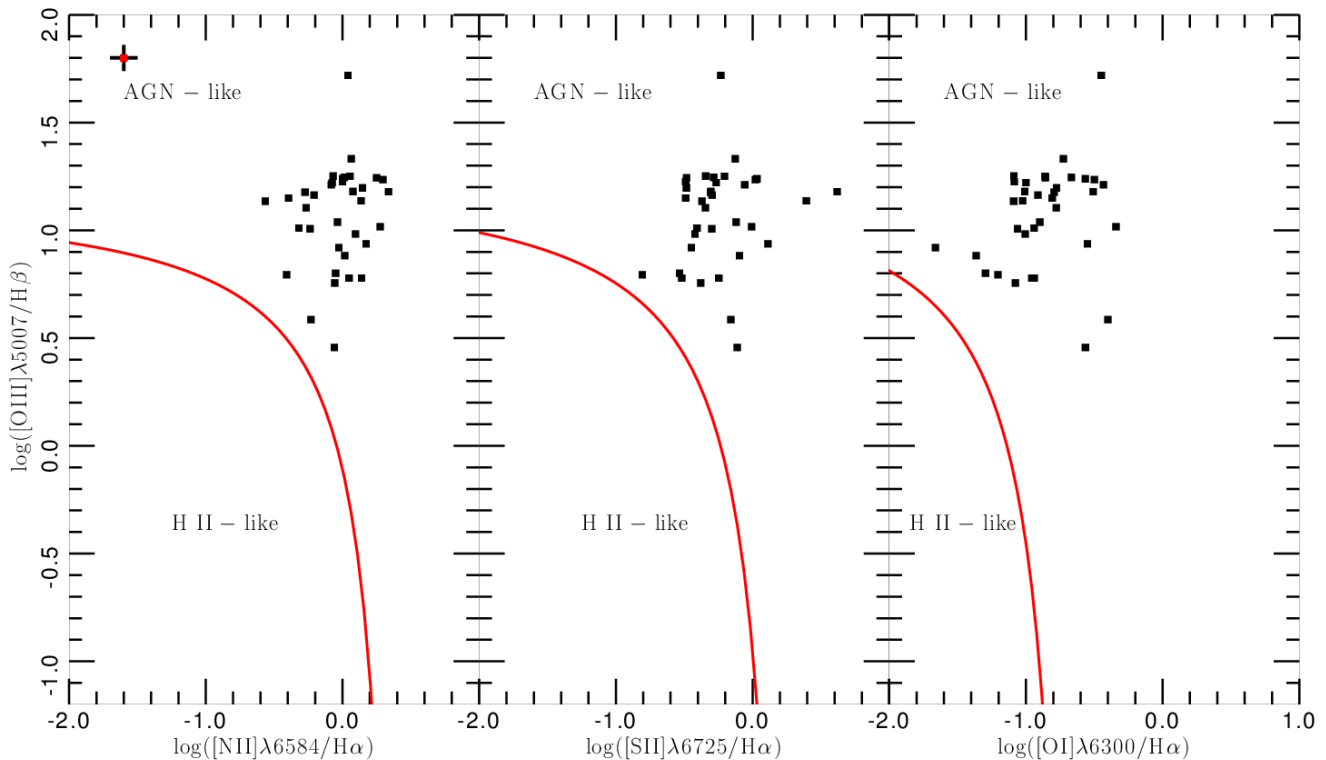 2.0
1.5
1.0
0.5
0.0
-0.5
-1.0
log([OIII]λ5007/Hβ)
AGN – like
AGN – like
AGN – like
H II – like
H II – like
H II – like
-2.0 -1.0 0.0
-2.0 -1.0 0.0
-2.0 -1.0 0.0 1.0
log([NII]λ6584/Hα)
log([SII]λ6725/Hα)
log([OI]λ6300/Hα)